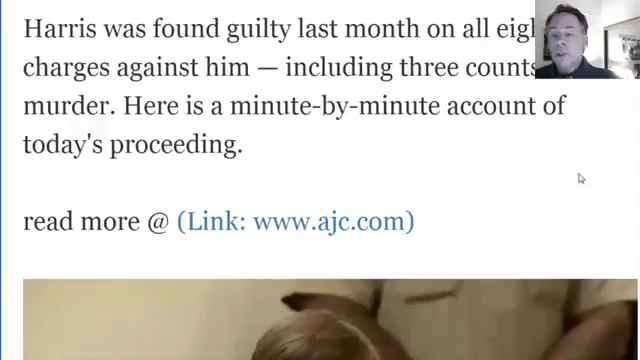 Harris was found guilty last month on all
charges against him — including three counts
murder. Here is a minute-by-minute account of
today's proceeding.
read more @ (Link: www.ajc.com)